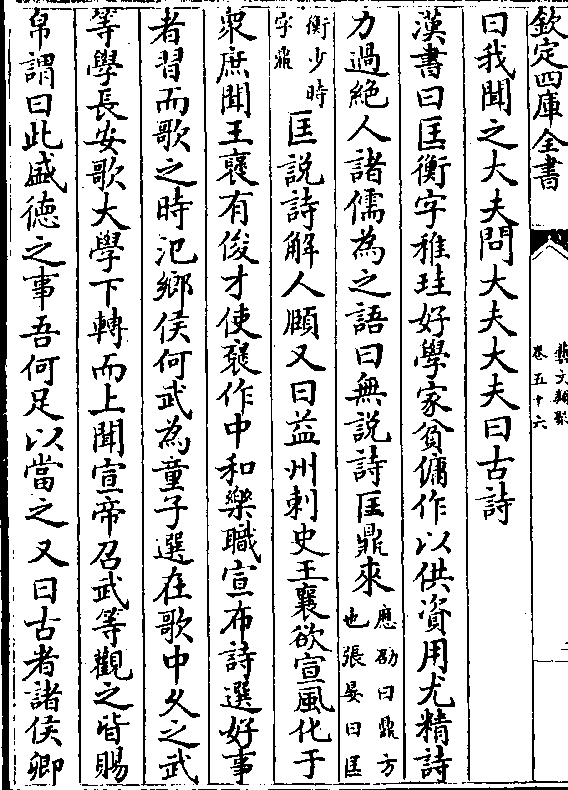 欽定四庫全書
藝文類聚
卷五十六
二
曰我聞之大夫問大夫大夫曰古詩
漢書曰匡衡字稚珪好學家貧傭作以供資用尤精詩
力過絶人諸儒為之語曰無說詩匡鼎來應劭曰鼎方也張晏曰匡
衡少時字鼎匡説詩解人頤又曰益州刺史王襄欲宣風化于
衆庶聞王襃有俊才使襃作中和樂職宣布詩選好事
者習而歌之時氾鄉侯何武為童子選在歌中久之武
等學長安歌大學下轉而上聞宣帝召武等觀之皆賜
帛謂曰此盛德之事吾何足以當之又曰古者諸侯卿